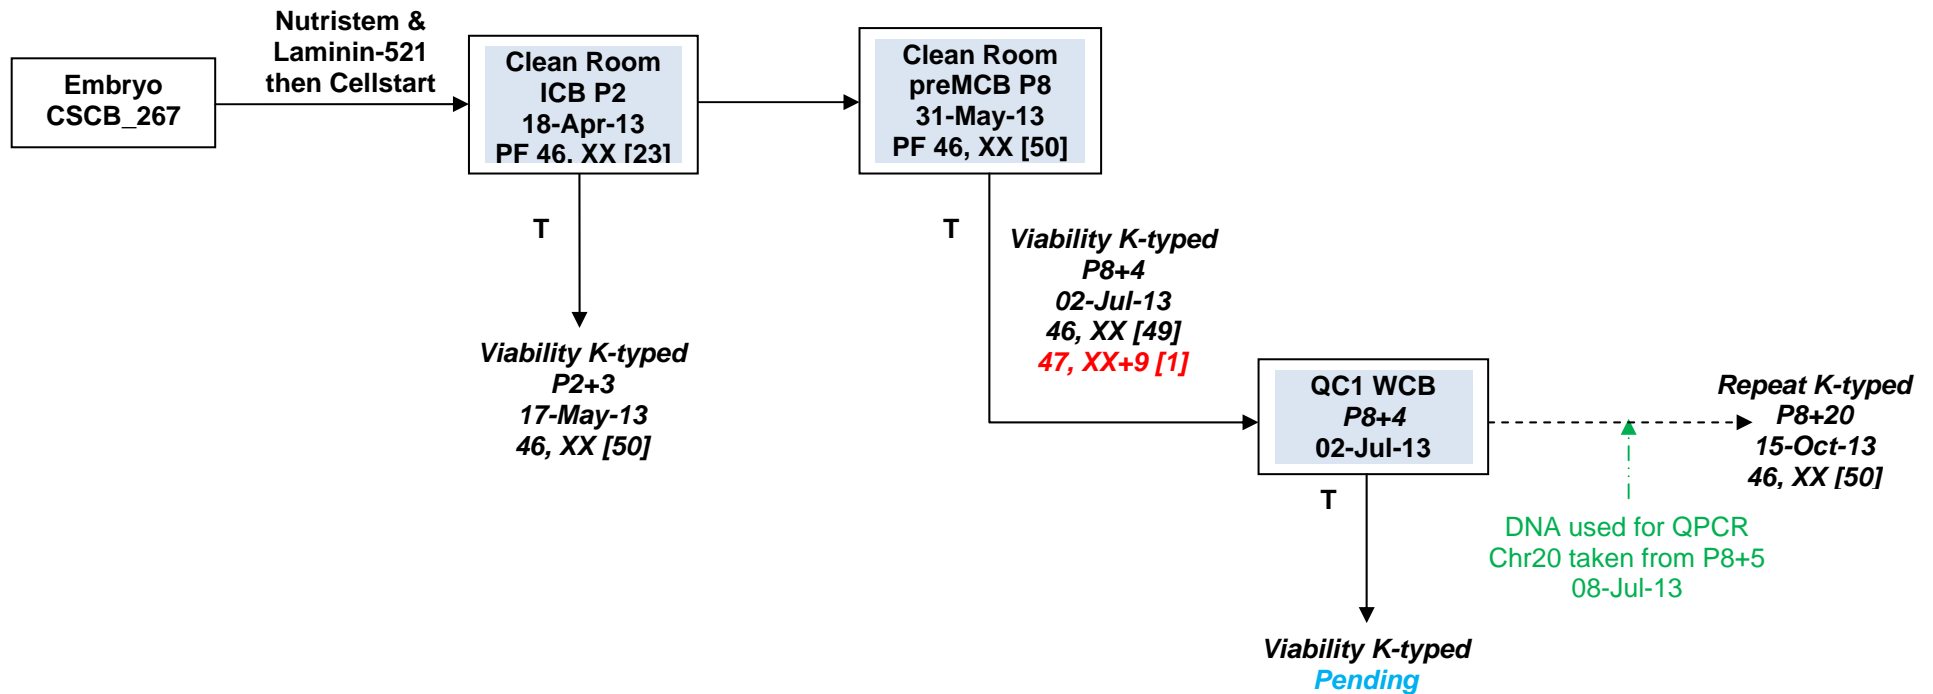 Embryo
CSCB_267
Nutristem &
Laminin-521
then Cellstart
Clean Room
ICB P2
18-Apr-13
PF 46, XX [23]
T
Viability K-typed
P2+3
17-May-13
46, XX [50]
Clean Room
preMCB P8
31-May-13
PF 46, XX [50]
T
Viability K-typed
P8+4
02-Jul-13
46, XX [49]
47, XX+9 [1]
QC1 WCB
P8+4
02-Jul-13
T
Viability K-typed
Pending
DNA used for QPCR
Chr20 taken from P8+5
08-Jul-13
Repeat K-typed
P8+20
15-Oct-13
46, XX [50]